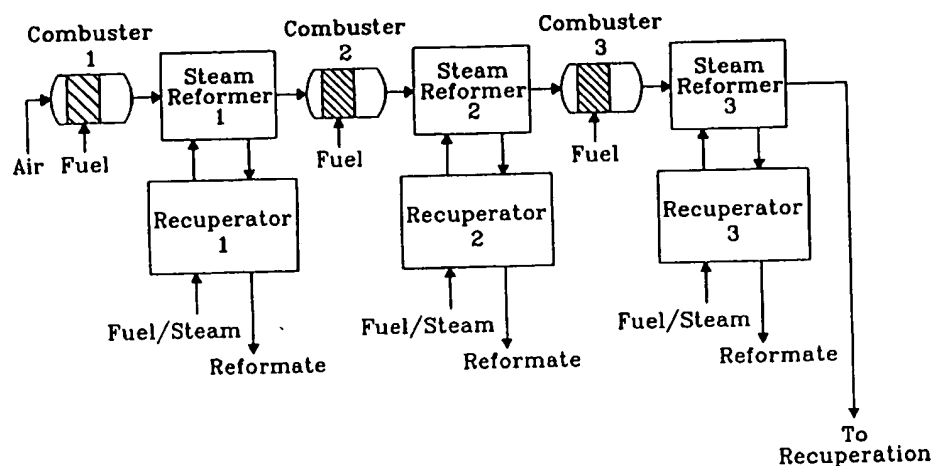 Combuster
1
Steam
Reformer
1
Air
Fuel
Recuperator
1
Fuel/Steam
Reformate
Combuster
2
Steam
Reformer
2
Fuel
Recuperator
2
Fuel/Steam
Reformate
Combuster
3
Steam
Reformer
3
Fuel
Recuperator
3
Fuel/Steam
Reformate
To
Recuperation